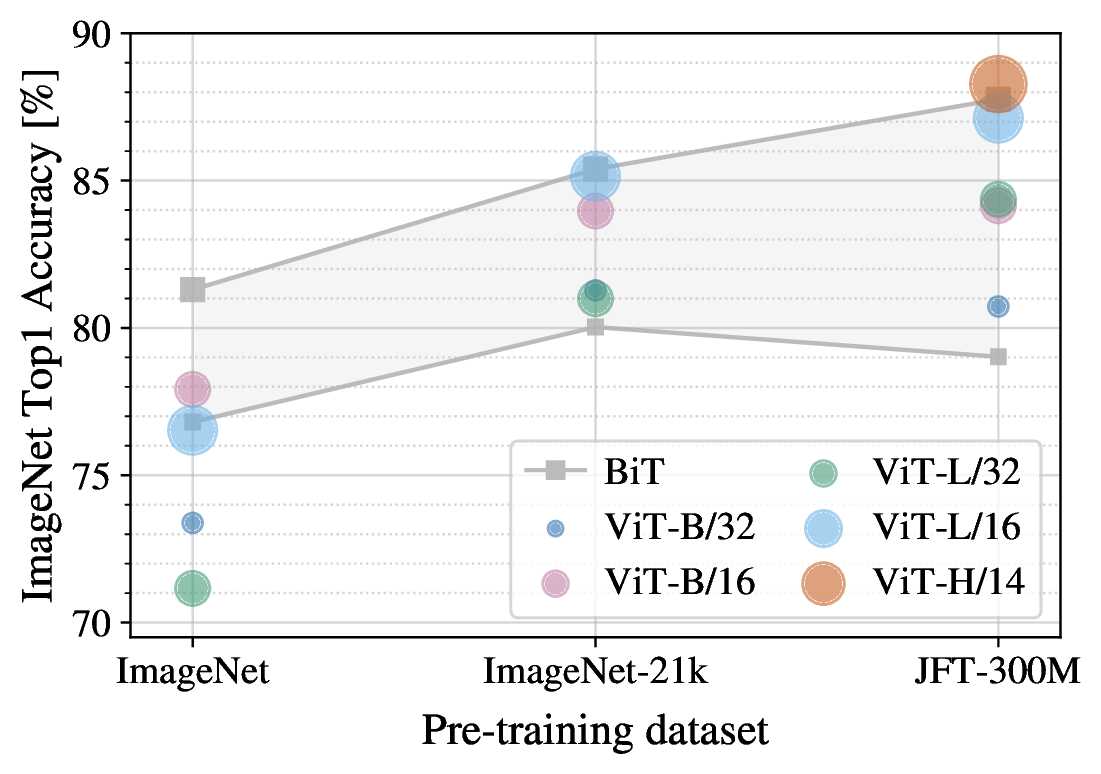 90
85
80
75
70
ImageNet Top1 Accuracy [%]
BiT
ViT-B/32
ViT-B/16
ViT-L/32
ViT-L/16
ViT-H/14
ImageNet
ImageNet-21k
JFT-300M
Pre-training dataset